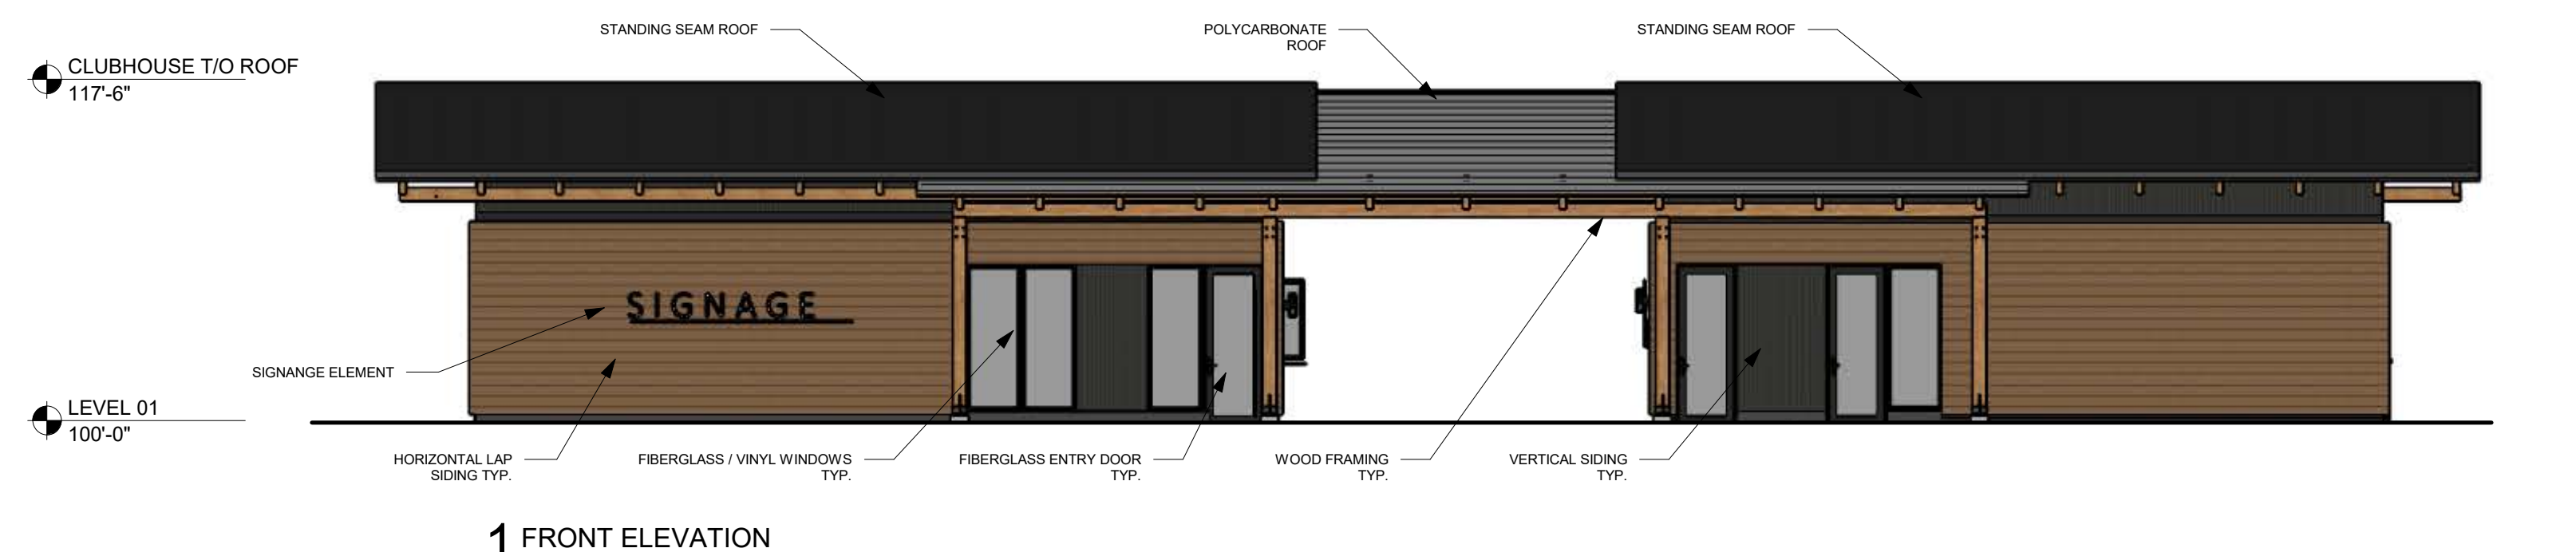 STANDING SEAM ROOF
POLYCARBONATE
ROOF
STANDING SEAM ROOF
CLUBHOUSE T/O ROOF
117'-6"
SIGNAGE
SIGNANGE ELEMENT
LEVEL 01
100'-0"
HORIZONTAL LAP
SIDING TYP.
FIBERGLASS / VINYL WINDOWS
TYP.
FIBERGLASS ENTRY DOOR
TYP.
WOOD FRAMING
TYP.
VERTICAL SIDING
TYP.
1 FRONT ELEVATION